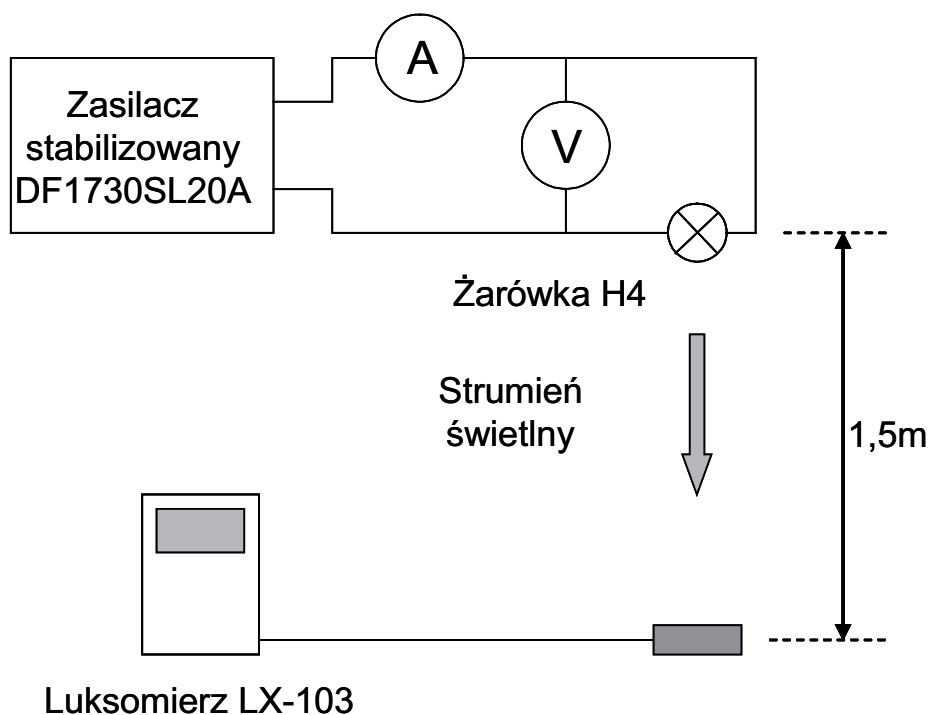 Zasilacz
stabilizowany
DF1730SL20A
A
V
Żarówka H4
Strumień
świetlny
1,5m
Luksomierz LX-103